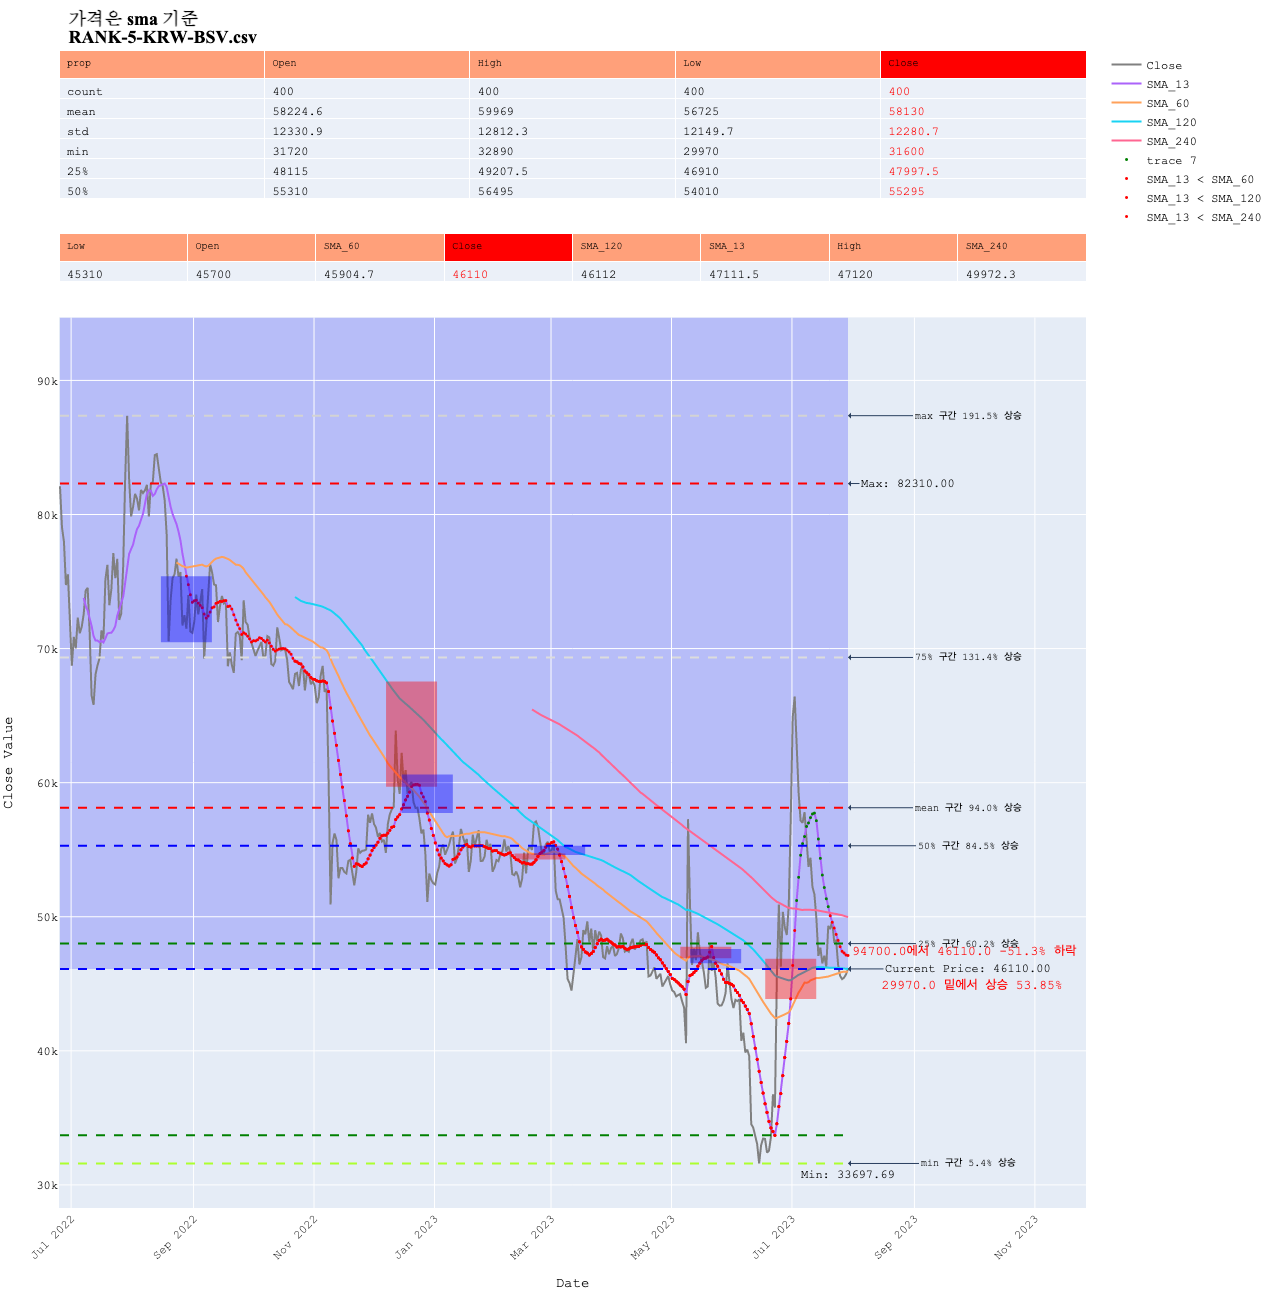 가격은 sma 기준
RANK-5-KRW-BSV.csv
prop Open High Low Close
count 400 400 400 400
mean 58224.6 59969 56725 58130
std 12330.9 12812.3 12149.7 12280.7
min 31720 32890 29970 31600
25% 48115 49207.5 46910 47997.5
50% 55310 56495 54010 55295
Low Open SMA_60 Close SMA_120 SMA_13 High SMA_240
45310 45700 45904.7 46110 46112 47111.5 47120 49972.3
Close
SMA_13
SMA_60
SMA_120
SMA_240
trace 7
SMA_13 < SMA_60
SMA_13 < SMA_120
SMA_13 < SMA_240
90k
80k
70k
60k
50k
40k
30k
Close Value
max 구간 191.5% 상승
Max: 82310.00
75% 구간 131.4% 상승
mean 구간 94.0% 상승
50% 구간 84.5% 상승
25% 구간 60.2% 상승
94700.0에서 46110.0 -51.3% 하락
Current Price: 46110.00
29970.0 밑에서 상승 53.85%
min 구간 5.4% 상승
Min: 33697.69
Jul 2022
Sep 2022
Nov 2022
Jan 2023
Mar 2023
May 2023
Jul 2023
Sep 2023
Nov 2023
Date